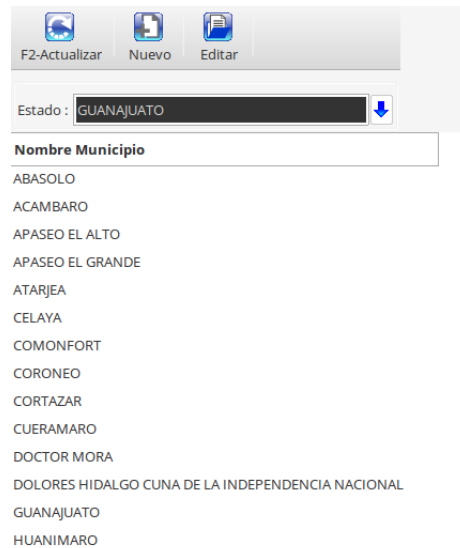 F2-Actualizar Nuevo Editar
Estado : GUANAJUATO
Nombre Municipio
ABASOLO
ACAMBARO
APASEO EL ALTO
APASEO EL GRANDE
ATARJEA
CELAYA
COMONFORT
CORONEO
CORTAZAR
CUERAMARO
DOCTOR MORA
DOLORES HIDALGO CUNA DE LA INDEPENDENCIA NACIONAL
GUANAJUATO
HUANIMARO